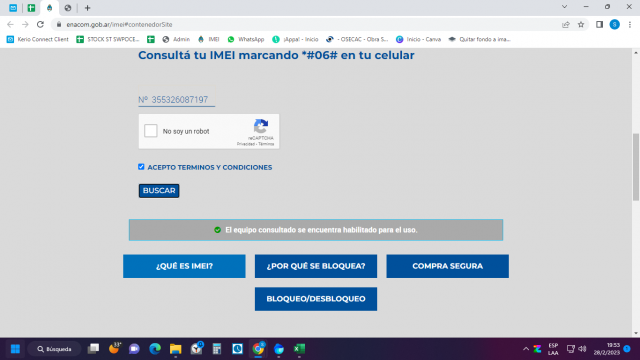 enacom.gob.ar/imei#contenedorSite
Kerio Connect Client
STOCK ST SWPOCE...
Admin
IMEI
WhatsApp
¡Appa! - Inicio
- OSECAC - Obra S...
Inicio - Canva
Quitar fondo a ima...
Consultá tu IMEI marcando *#06# en tu celular
Nº 355326087197
No soy un robot
reCAPTCHA
Privacidad - Términos
ACEPTO TERMINOS Y CONDICIONES
BUSCAR
El equipo consultado se encuentra habilitado para el uso.
¿QUÉ ES IMEI?
¿POR QUÉ SE BLOQUEA?
COMPRA SEGURA
BLOQUEO/DESBLOQUEO
Búsqueda
33°
ESP
LAA
19:53
28/2/2023